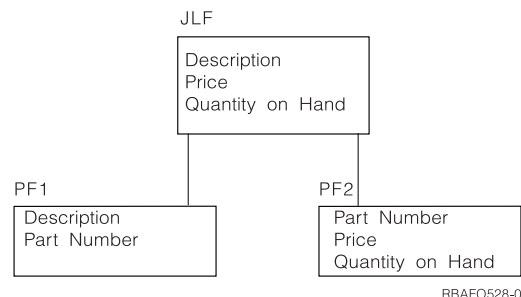 JLF
Description
Price
Quantity on Hand
PF1
Description
Part Number
PF2
Part Number
Price
Quantity on Hand
RBAFO528-0